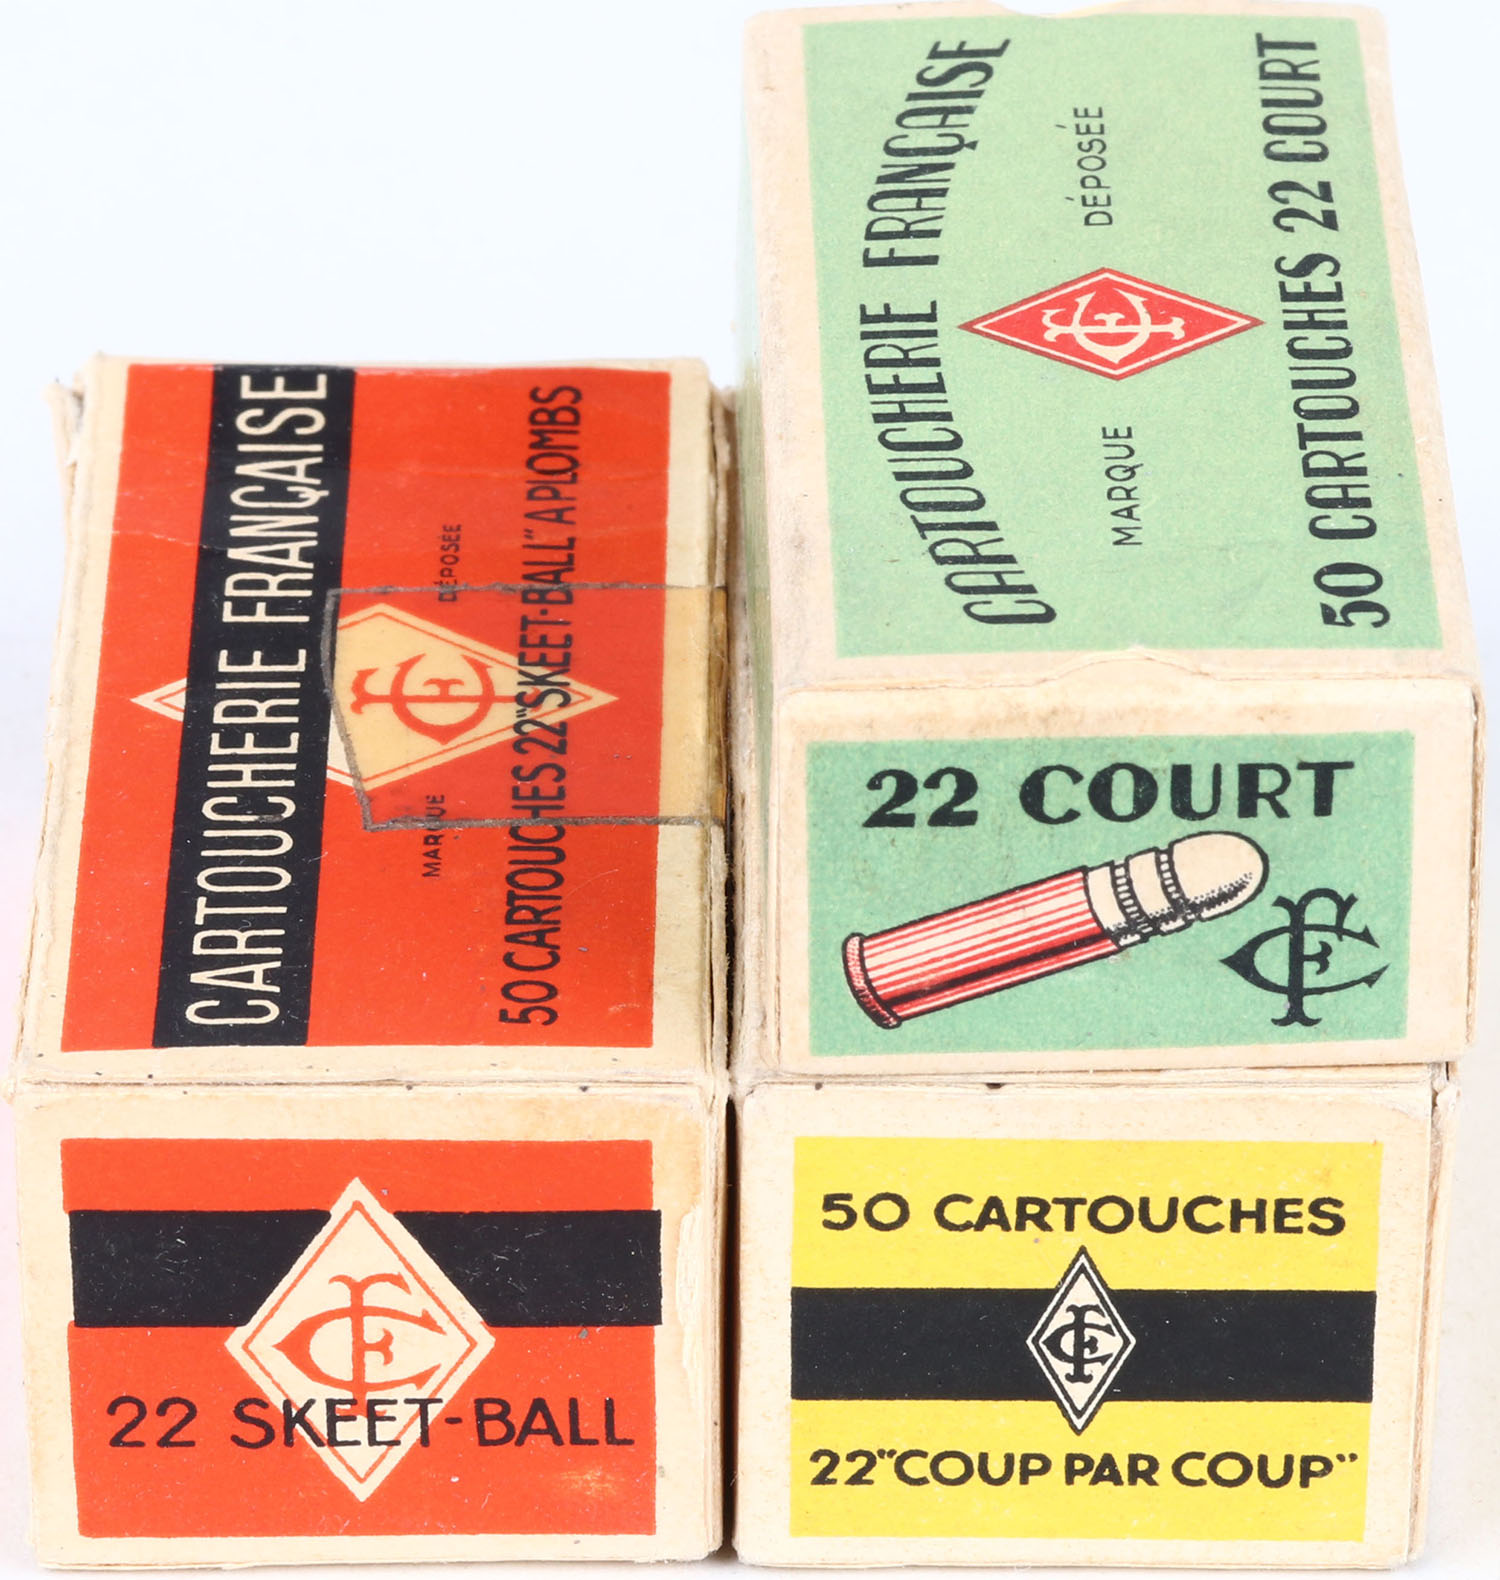 CARTOUCHERIE FRANÇAISE
MARQUE DÉPOSÉE
50 CARTOUCHES 22 "SKEET-BALL" A PLOMBS
22 SKEET-BALL
CARTOUCHERIE FRANÇAISE
MARQUE DÉPOSÉE
50 CARTOUCHES 22 COURT
22 COURT
50 CARTOUCHES
22 "COUP PAR COUP"